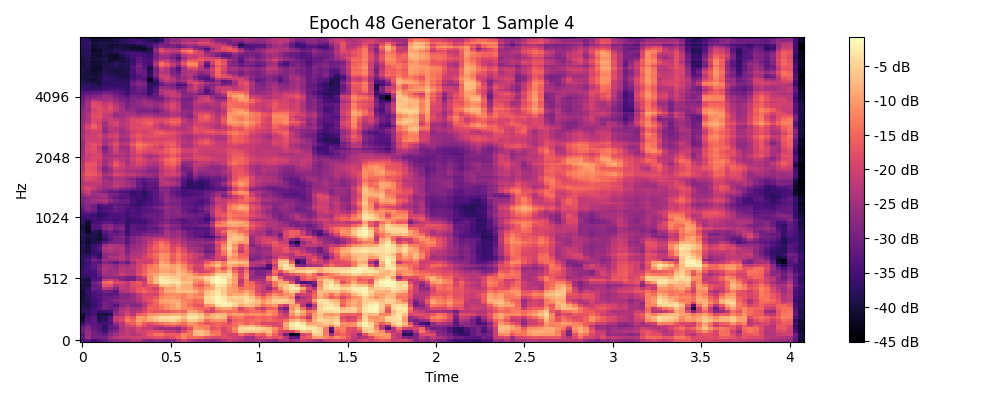 Epoch 48 Generator 1 Sample 4
Hz
4096
2048
1024
512
0
0 0.5 1 1.5 2 2.5 3 3.5 4
Time
-5 dB
-10 dB
-15 dB
-20 dB
-25 dB
-30 dB
-35 dB
-40 dB
-45 dB